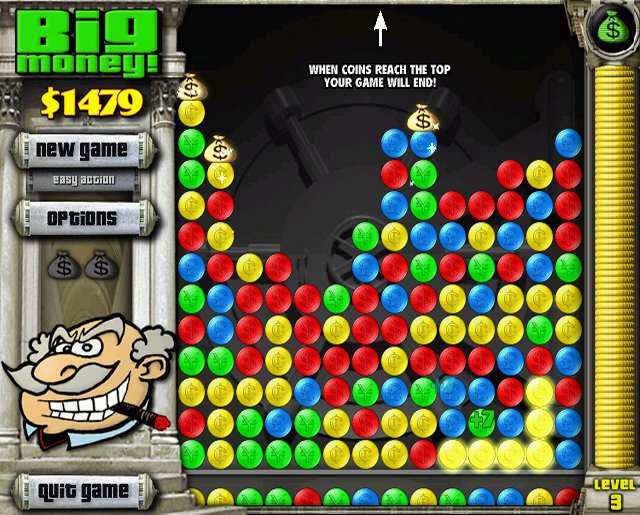 Big
money!
$1479
new game
EASY ACTION
options
quit game
WHEN COINS REACH THE TOP
YOUR GAME WILL END!
+7
LEVEL
3